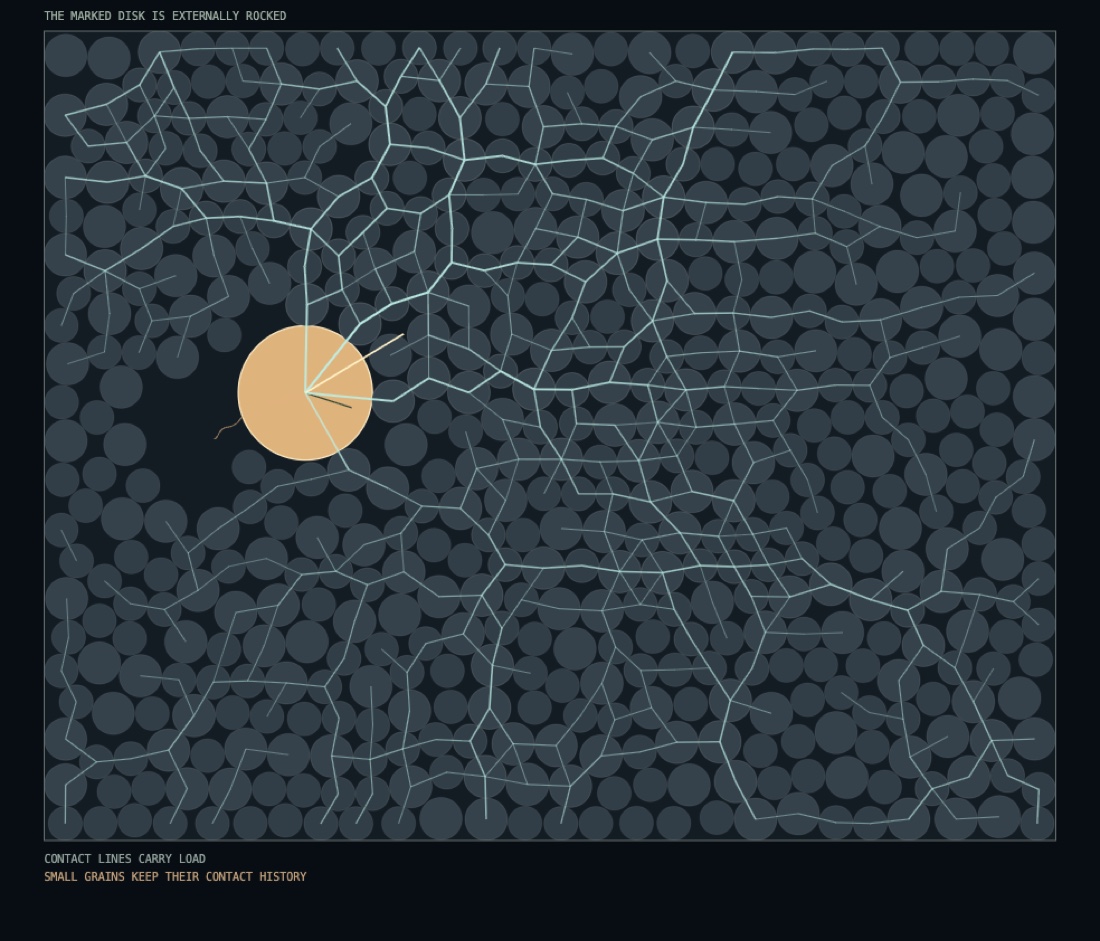 THE MARKED DISK IS EXTERNALLY ROCKED
CONTACT LINES CARRY LOAD
SMALL GRAINS KEEP THEIR CONTACT HISTORY